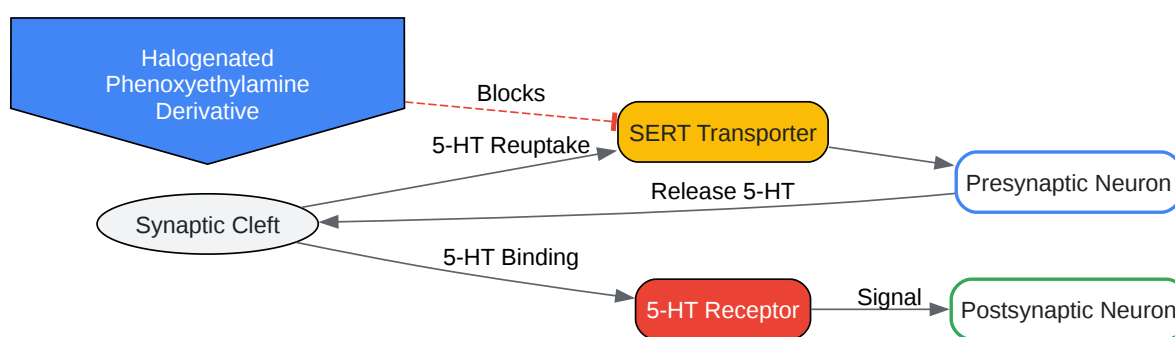 Halogenated
Phenoxyethylamine
Derivative
Blocks
SERT Transporter
5-HT Reuptake
Presynaptic Neuron
Release 5-HT
Synaptic Cleft
5-HT Binding
5-HT Receptor
Signal
Postsynaptic Neuron